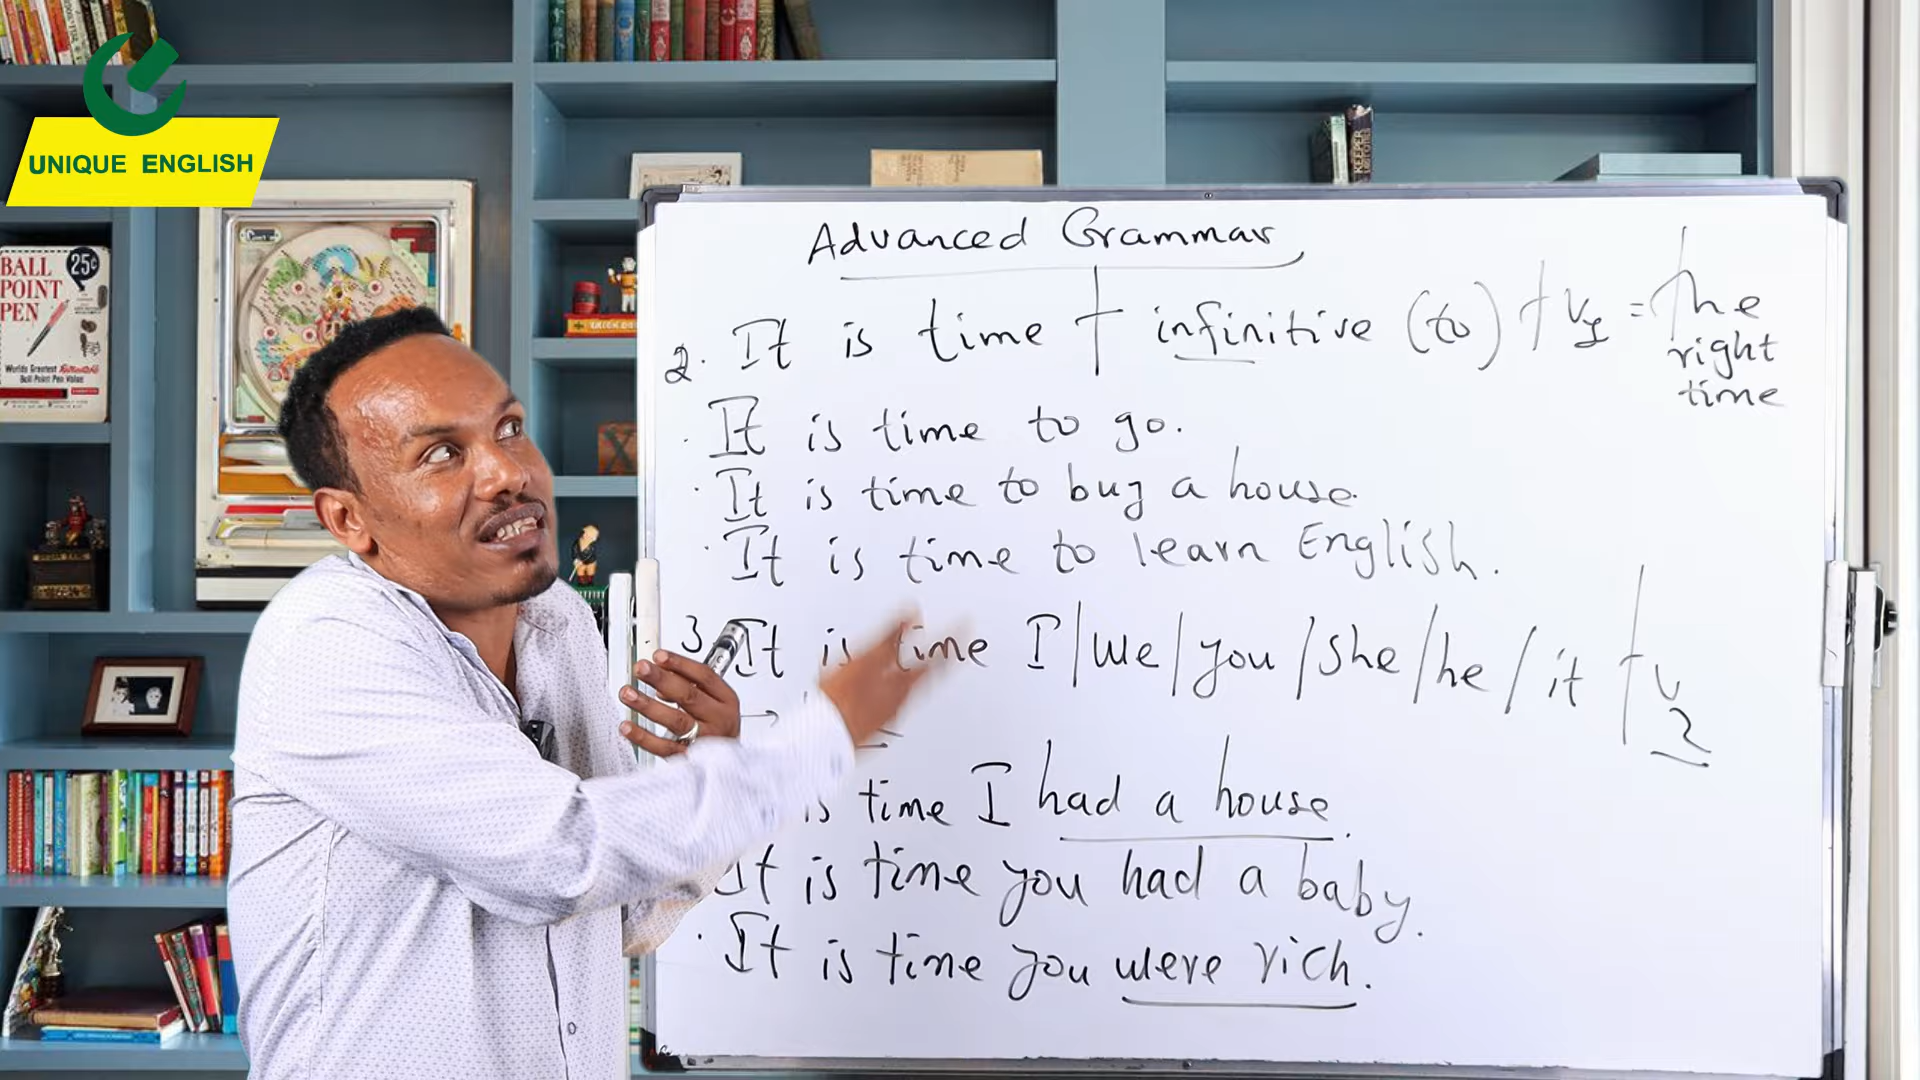 UNIQUE ENGLISH
BALL
POINT
PEN
25¢
Advanced Grammar
2. It is time + infinitive (to) + V1 = The
right
time
· It is time to go.
· It is time to buy a house.
· It is time to learn English.
3. It is time I/we/you/she/he/it + V2
→
is time I had a house.
It is time you had a baby.
· It is time you were rich.